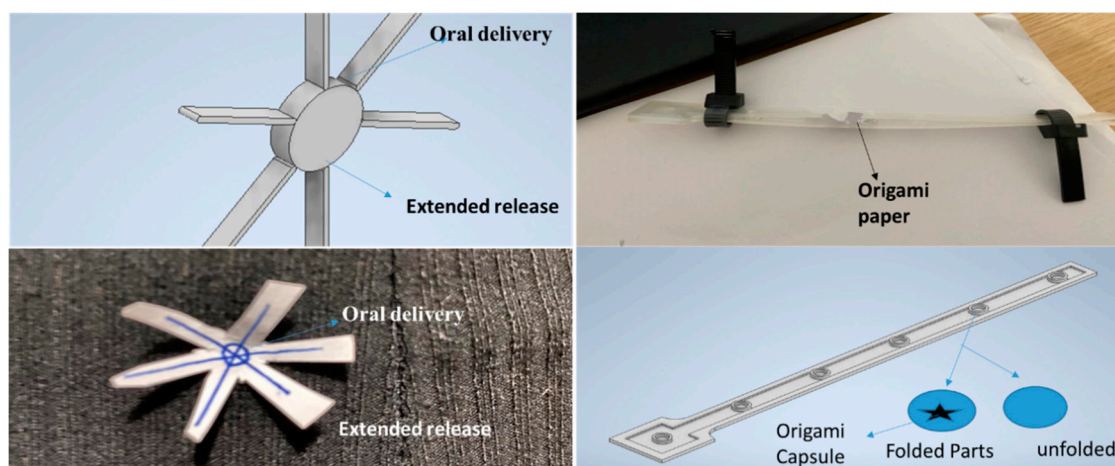 Oral delivery
Extended release
Origami
paper
Oral delivery
Extended release
Origami
Capsule
Folded Parts
unfolded